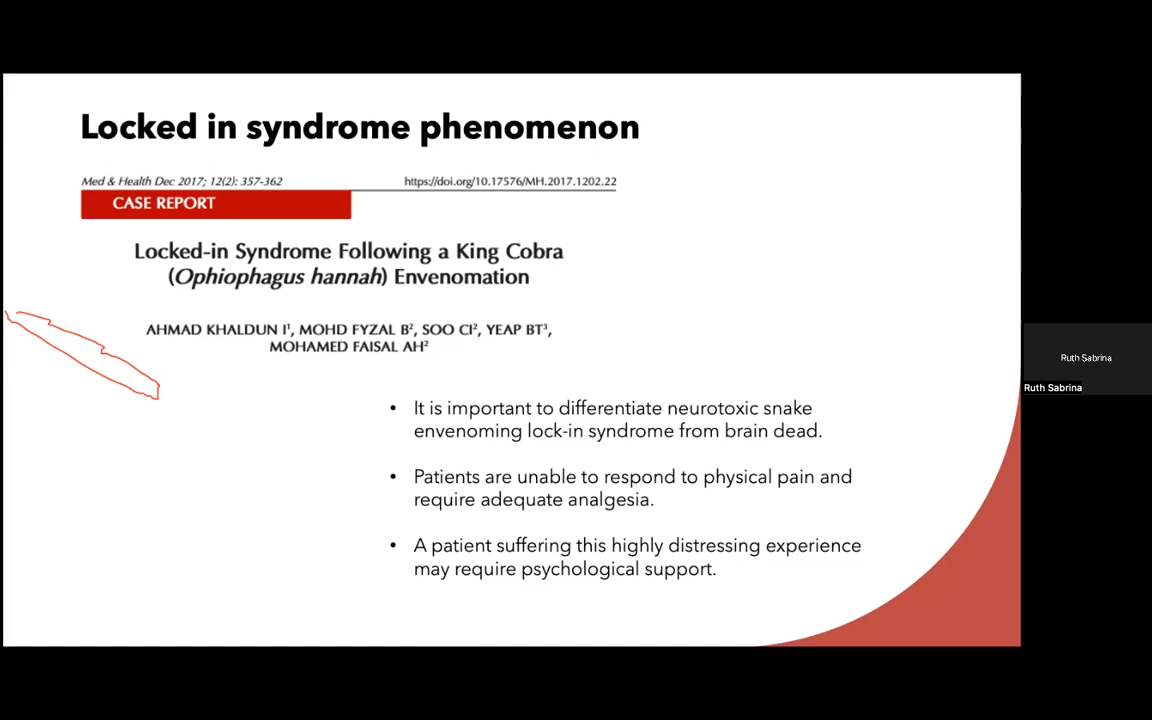 Locked in syndrome phenomenon
Med & Health Dec 2017; 12(2): 357-362 https://doi.org/10.17576/MH.2017.1202.22
CASE REPORT
Locked-in Syndrome Following a King Cobra
(Ophiophagus hannah) Envenomation
AHMAD KHALDUN I¹, MOHD FYZAL B², SOO CI², YEAP BT³,
MOHAMED FAISAL AH²
• It is important to differentiate neurotoxic snake
envenoming lock-in syndrome from brain dead.
• Patients are unable to respond to physical pain and
require adequate analgesia.
• A patient suffering this highly distressing experience
may require psychological support.
Ruth Sabrina
Ruth Sabrina